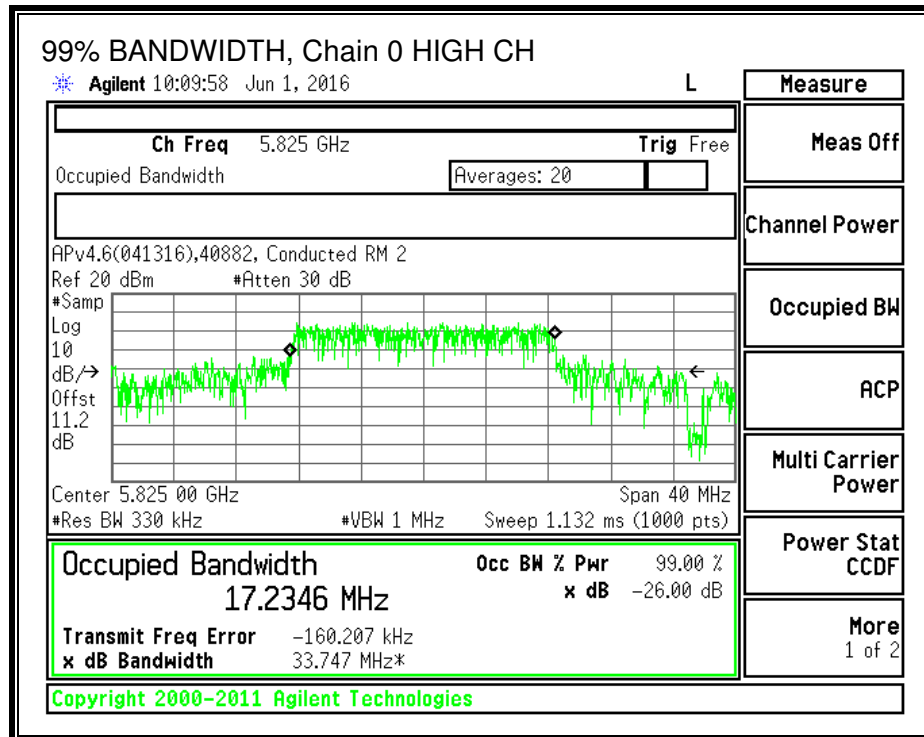 99% BANDWIDTH, Chain 0 HIGH CH
Agilent 10:09:58 Jun 1, 2016 L
Measure
Ch Freq 5.825 GHz Trig Free
Meas Off
Occupied Bandwidth Averages: 20
Channel Power
APv4.6(041316),40882, Conducted RM 2
Ref 20 dBm #Atten 30 dB
#Samp
Log
10
dB/
Offst
11.2
dB
Occupied BW
ACP
Multi Carrier
Power
Center 5.825 00 GHz Span 40 MHz
#Res BW 330 kHz #VBW 1 MHz Sweep 1.132 ms (1000 pts)
Power Stat
CCDF
Occupied Bandwidth Occ BW % Pwr 99.00 %
17.2346 MHz x dB -26.00 dB
Transmit Freq Error -160.207 kHz
x dB Bandwidth 33.747 MHz*
More
1 of 2
Copyright 2000-2011 Agilent Technologies